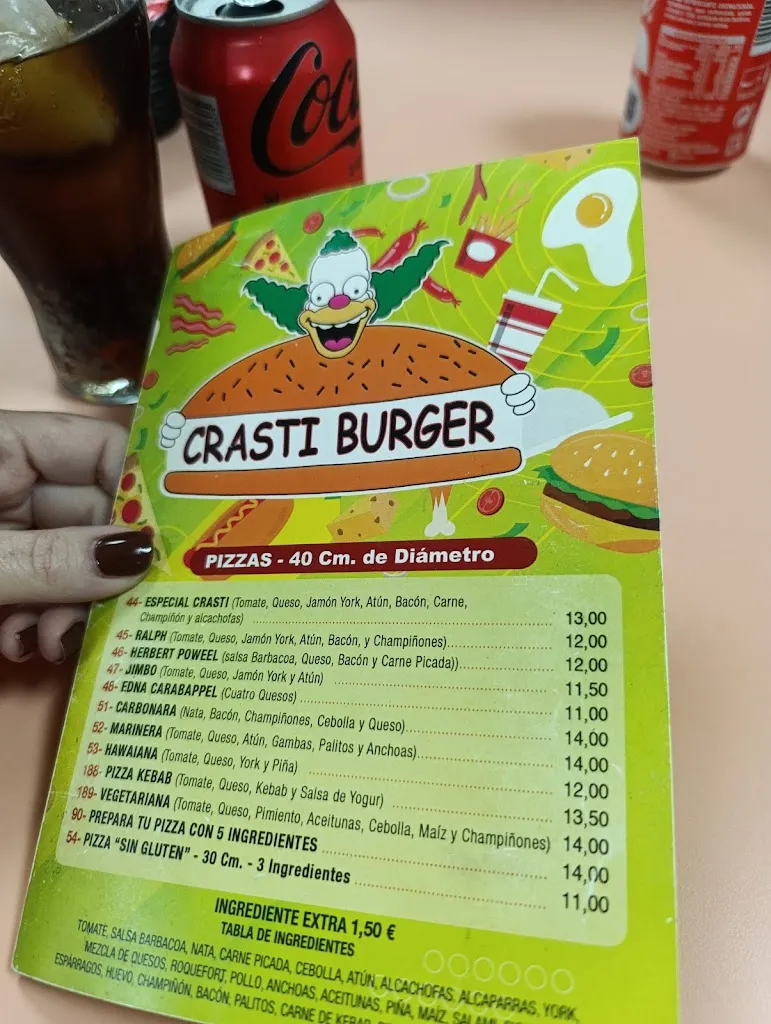 Coca
CRASTI BURGER
PIZZAS - 40 Cm. de Diámetro
44- ESPECIAL CRASTI (Tomate, Queso, Jamón York, Atún, Bacón, Carne,
Champiñón y alcachofas) 13,00
45- RALPH (Tomate, Queso, Jamón York, Atún, Bacón, y Champiñones) 12,00
46- HERBERT POWEEL (salsa Barbacoa, Queso, Bacón y Carne Picada)) 12,00
47- JIMBO (Tomate, Queso, Jamón York y Atún) 11,50
48- EDNA CARABAPPEL (Cuatro Quesos) 11,00
51- CARBONARA (Nata, Bacón, Champiñones, Cebolla y Queso) 14,00
52- MARINERA (Tomate, Queso, Atún, Gambas, Palitos y Anchoas) 14,00
53- HAWAIANA (Tomate, Queso, York y Piña) 12,00
186- PIZZA KEBAB (Tomate, Queso, Kebab y Salsa de Yogur) 13,50
189- VEGETARIANA (Tomate, Queso, Pimiento, Aceitunas, Cebolla, Maíz y Champiñones) 14,00
90- PREPARA TU PIZZA CON 5 INGREDIENTES 14,00
54- PIZZA "SIN GLUTEN" - 30 Cm. - 3 Ingredientes 11,00
INGREDIENTE EXTRA 1,50 €
TABLA DE INGREDIENTES
TOMATE, SALSA BARBACOA, NATA, CARNE PICADA, CEBOLLA, ATÚN, ALCACHOFAS, ALCAPARRAS, YORK,
MEZCLA DE QUESOS, ROQUEFORT, POLLO, ANCHOAS, ACEITUNAS, PIÑA, MAÍZ, SALAMI,
ESPÁRRAGOS, HUEVO, CHAMPIÑÓN, BACÓN, PALITOS, CARNE DE KEBAB,